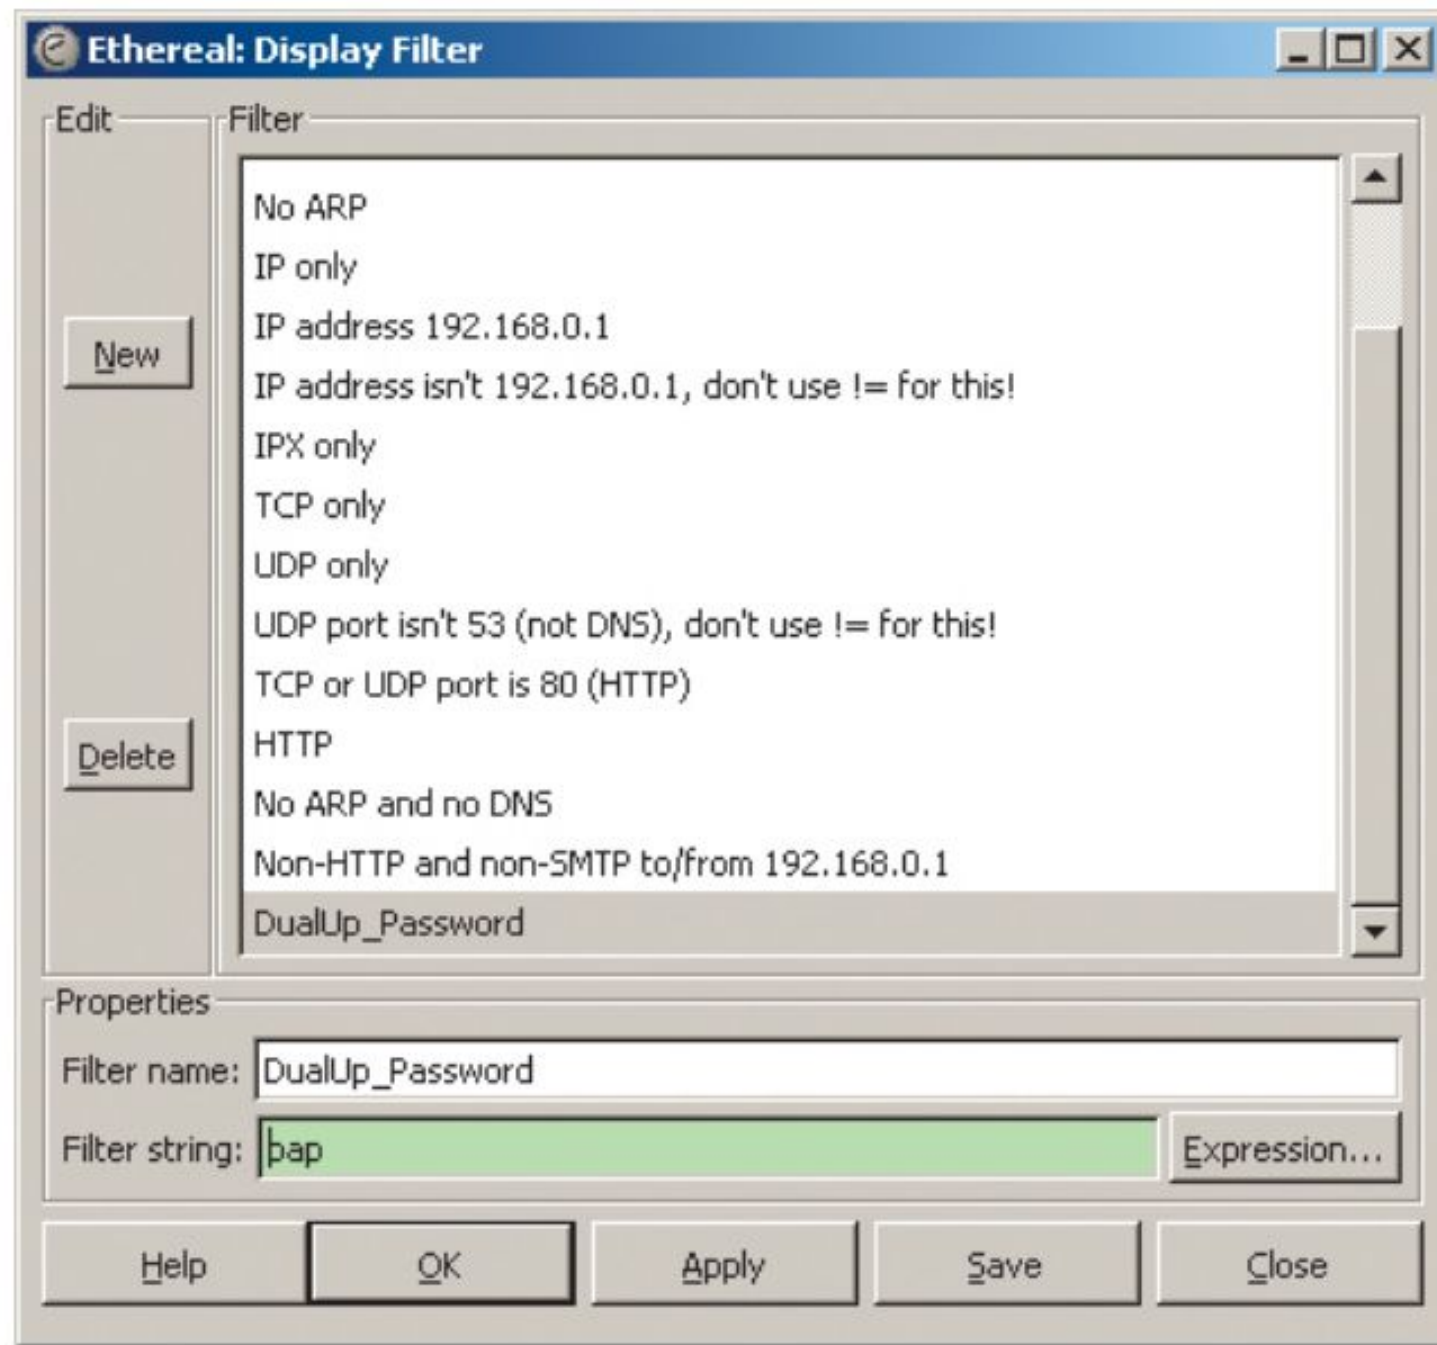 Ethereal: Display Filter
Edit
Filter
No ARP
IP only
IP address 192.168.0.1
New
IP address isn't 192.168.0.1, don't use != for this!
IPX only
TCP only
UDP only
UDP port isn't 53 (not DNS), don't use != for this!
TCP or UDP port is 80 (HTTP)
HTTP
Delete
No ARP and no DNS
Non-HTTP and non-SMTP to/from 192.168.0.1
DualUp_Password
Properties
Filter name: DualUp_Password
Filter string: pap Expression...
Help OK Apply Save Close